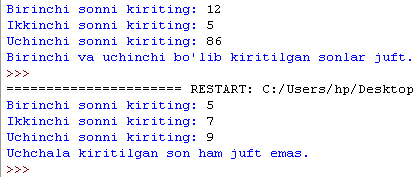 Birinchi sonni kiriting: 12
Ikkinchi sonni kiriting: 5
Uchinchi sonni kiriting: 86
Birinchi va uchinchi bo'lib kiritilgan sonlar juft.
>>>
====================== RESTART: C:/Users/hp/Desktop
Birinchi sonni kiriting: 5
Ikkinchi sonni kiriting: 7
Uchinchi sonni kiriting: 9
Uchchala kiritilgan son ham juft emas.
>>>